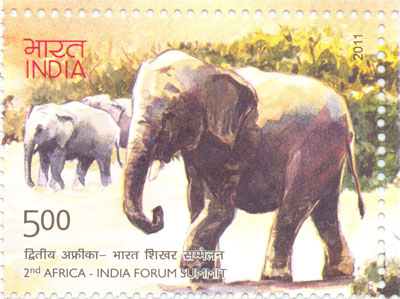 भारत
INDIA
2011
5.00
द्वितीय अफ्रीका– भारत शिखर सम्मेलन
2nd AFRICA - INDIA FORUM SUMMIT